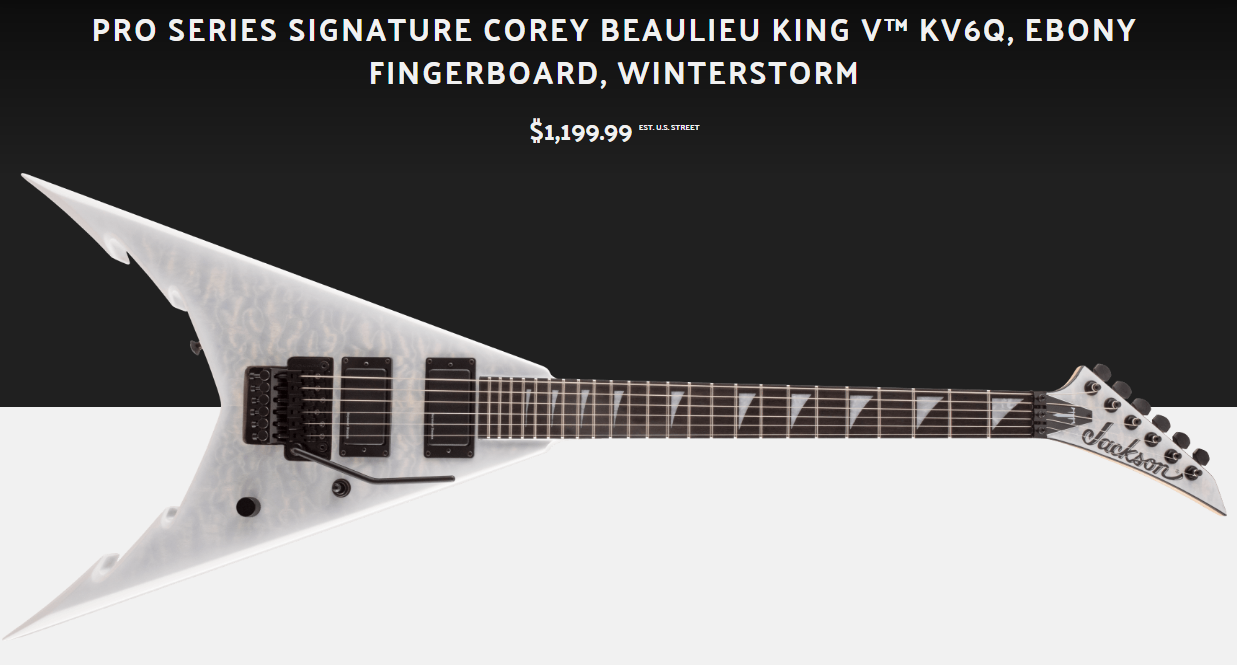 PRO SERIES SIGNATURE COREY BEAULIEU KING V™ KV6Q, EBONY
FINGERBOARD, WINTERSTORM
$1,199.99 EST. U.S. STREET
Jackson